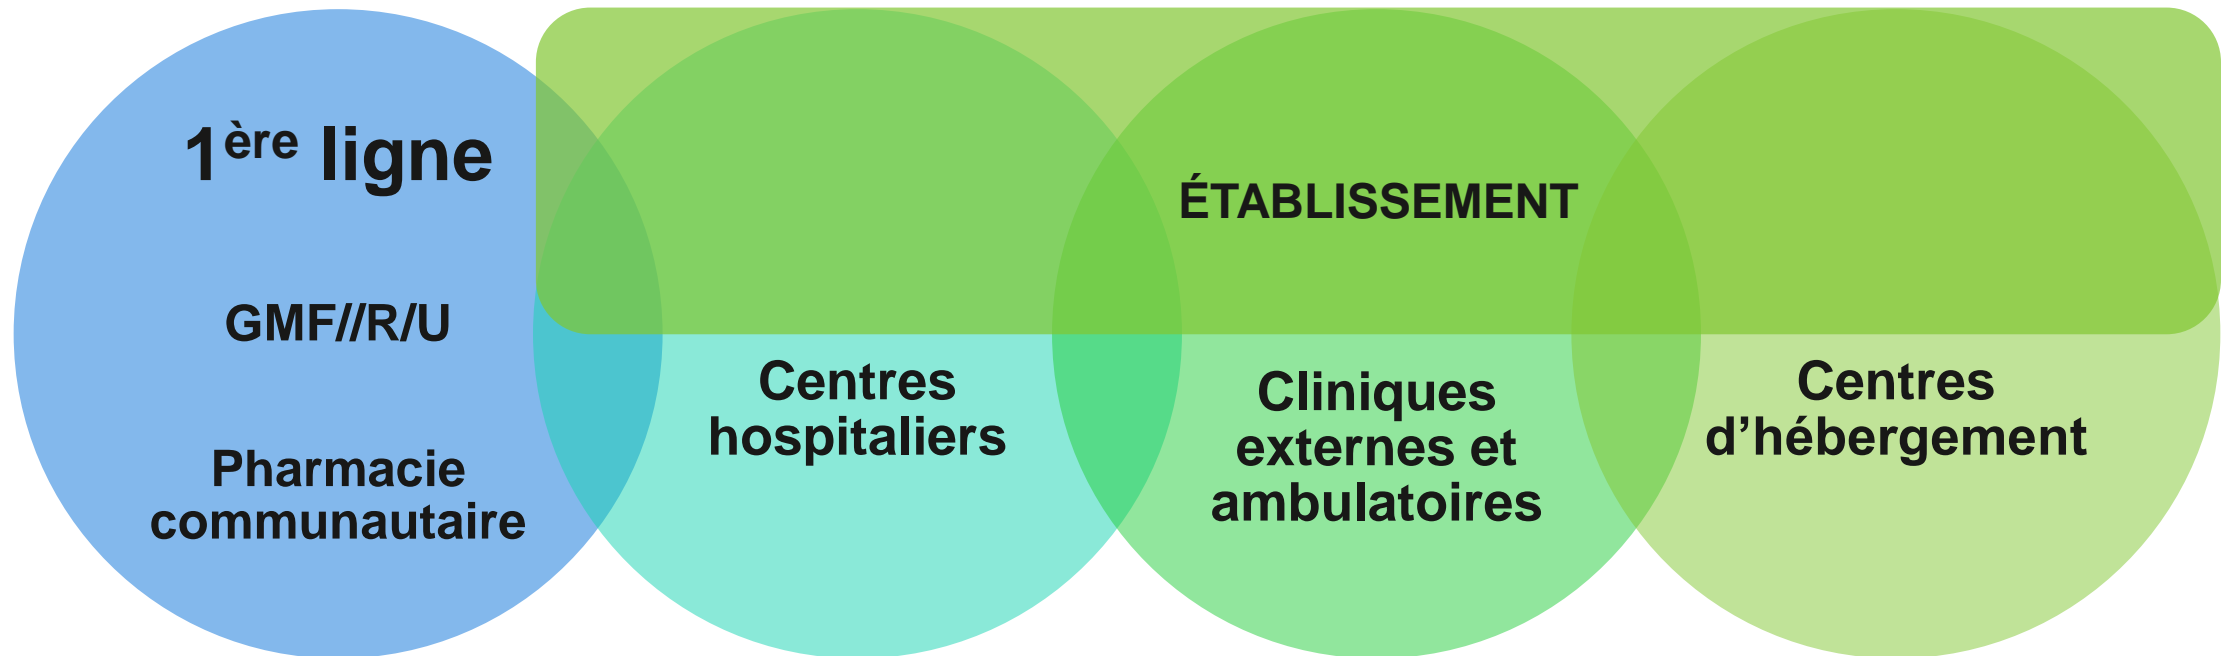 1ère ligne
GMF//R/U
Pharmacie
communautaire
ÉTABLISSEMENT
Centres
hospitaliers
Cliniques
externes et
ambulatoires
Centres
d’hébergement